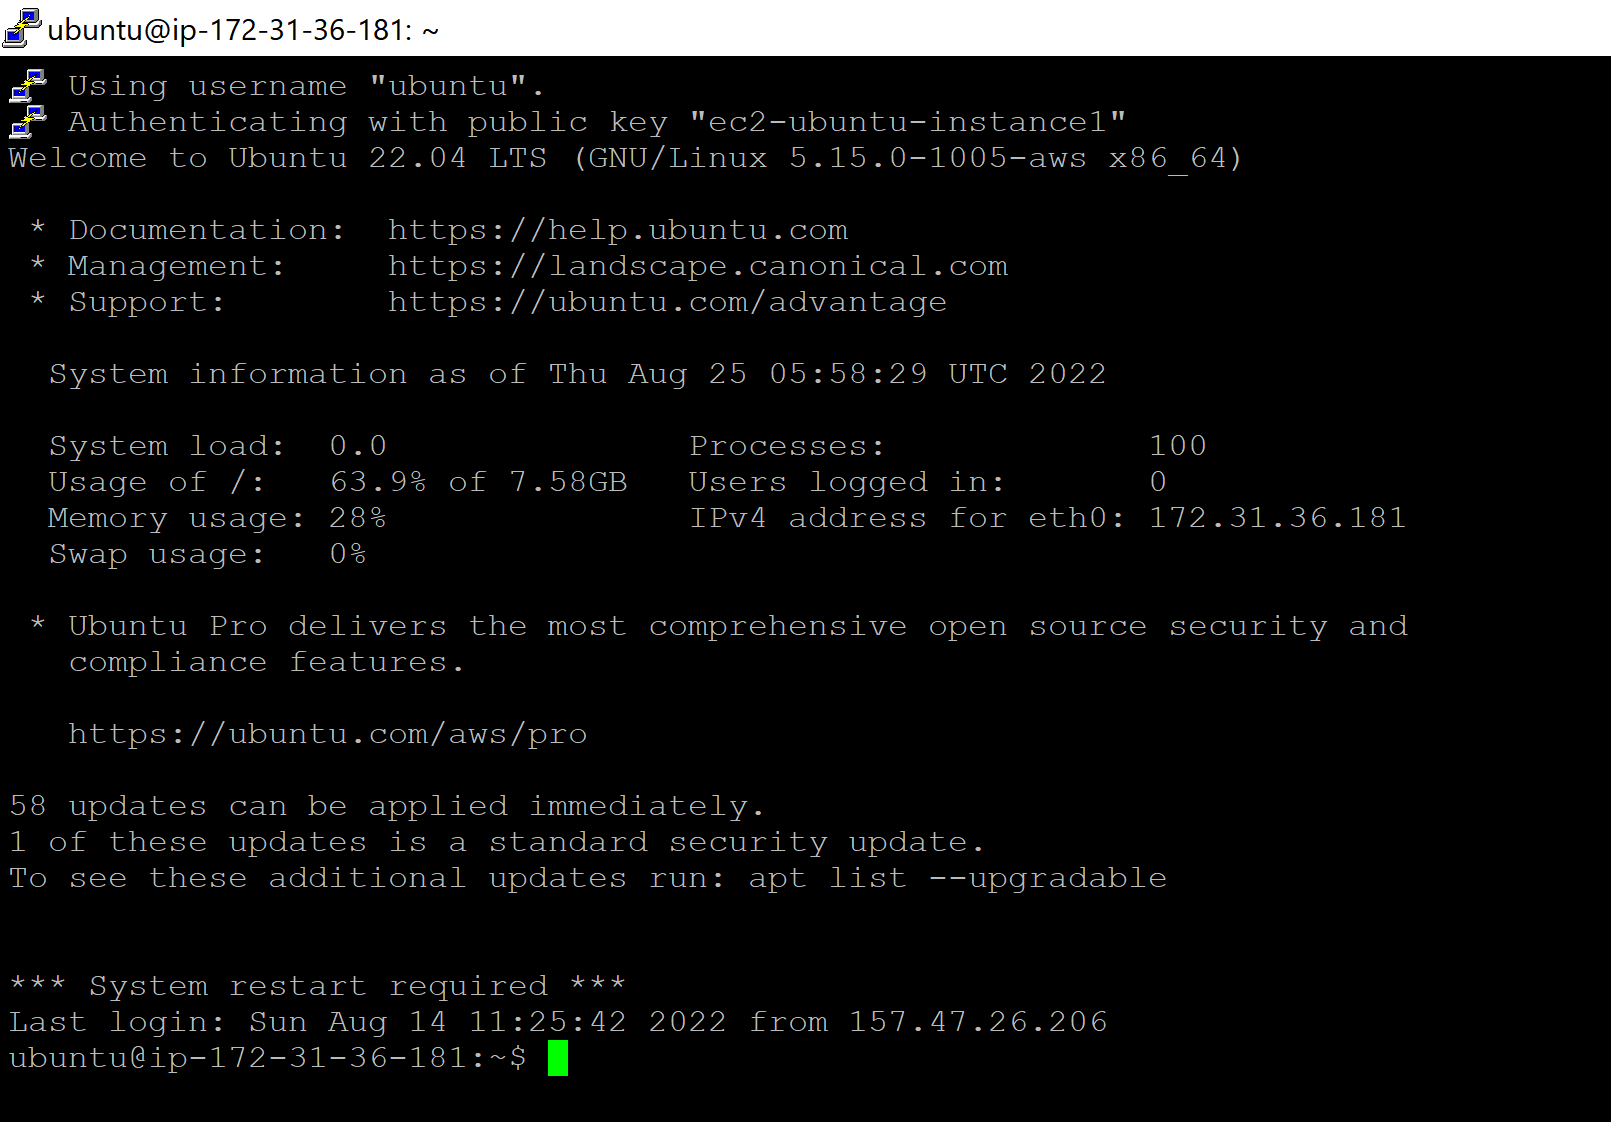 ubuntu@ip-172-31-36-181: ~
Using username "ubuntu".
Authenticating with public key "ec2-ubuntu-instance1"
Welcome to Ubuntu 22.04 LTS (GNU/Linux 5.15.0-1005-aws x86_64)
* Documentation:  https://help.ubuntu.com
* Management:     https://landscape.canonical.com
* Support:        https://ubuntu.com/advantage
System information as of Thu Aug 25 05:58:29 UTC 2022
System load:  0.0               Processes:             100
Usage of /:   63.9% of 7.58GB   Users logged in:       0
Memory usage: 28%               IPv4 address for eth0: 172.31.36.181
Swap usage:   0%
* Ubuntu Pro delivers the most comprehensive open source security and
compliance features.
https://ubuntu.com/aws/pro
58 updates can be applied immediately.
1 of these updates is a standard security update.
To see these additional updates run: apt list --upgradable
*** System restart required ***
Last login: Sun Aug 14 11:25:42 2022 from 157.47.26.206
ubuntu@ip-172-31-36-181:~$